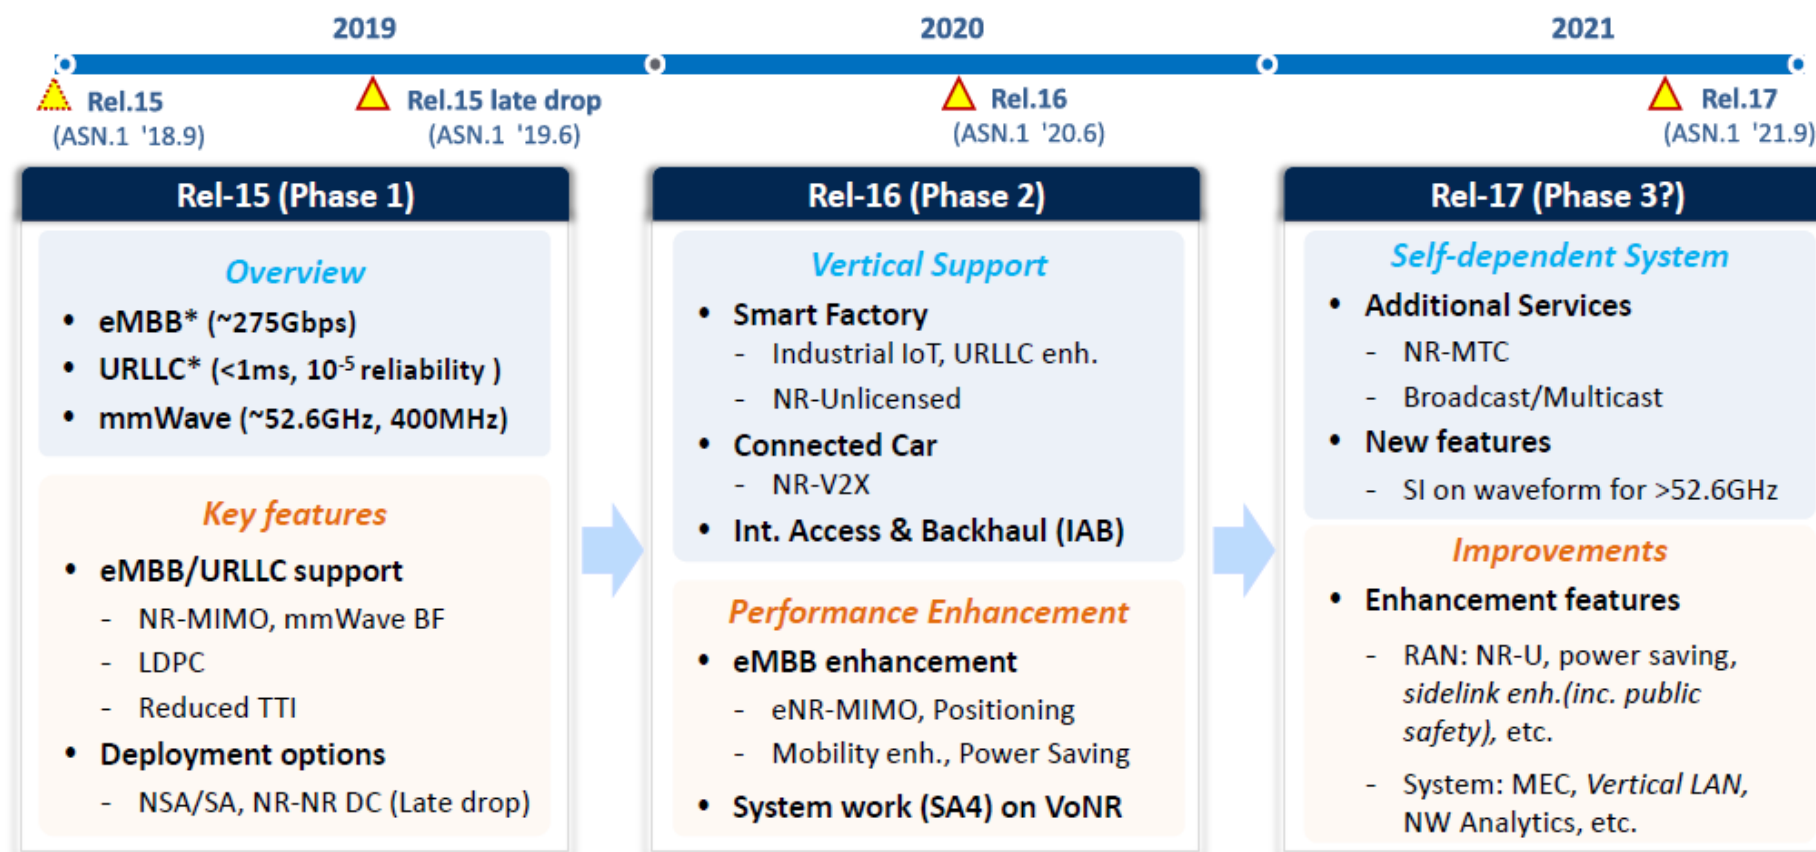 2019
2020
2021
Rel.15
(ASN.1 '18.9)
Rel.15 late drop
(ASN.1 '19.6)
Rel.16
(ASN.1 '20.6)
Rel.17
(ASN.1 '21.9)
Rel-15 (Phase 1)
Overview
• eMBB* (~275Gbps)
• URLLC* (<1ms, 10⁻⁵ reliability )
• mmWave (~52.6GHz, 400MHz)
Key features
• eMBB/URLLC support
- NR-MIMO, mmWave BF
- LDPC
- Reduced TTI
• Deployment options
- NSA/SA, NR-NR DC (Late drop)
Rel-16 (Phase 2)
Vertical Support
• Smart Factory
- Industrial IoT, URLLC enh.
- NR-Unlicensed
• Connected Car
- NR-V2X
• Int. Access & Backhaul (IAB)
Performance Enhancement
• eMBB enhancement
- eNR-MIMO, Positioning
- Mobility enh., Power Saving
• System work (SA4) on VoNR
Rel-17 (Phase 3?)
Self-dependent System
• Additional Services
- NR-MTC
- Broadcast/Multicast
• New features
- SI on waveform for >52.6GHz
Improvements
• Enhancement features
- RAN: NR-U, power saving,
sidelink enh.(inc. public
safety), etc.
- System: MEC, Vertical LAN,
NW Analytics, etc.